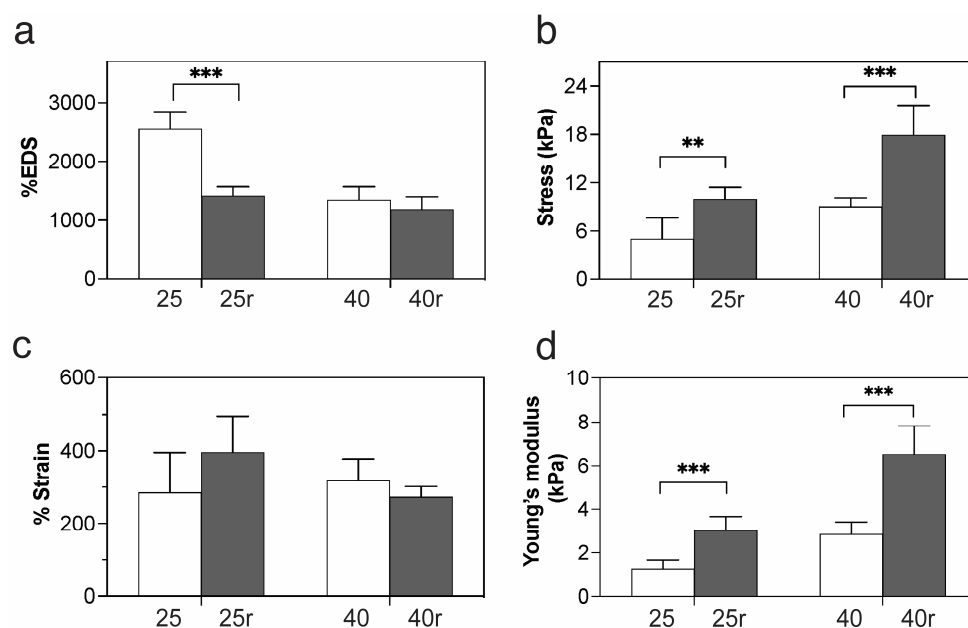 a
***
%EDS
3000
2000
1000
0
25 25r 40 40r
b
***
**
Stress (kPa)
24
18
12
6
0
25 25r 40 40r
c
% Strain
600
400
200
0
25 25r 40 40r
d
***
***
Young's modulus
(kPa)
10
8
6
4
2
0
25 25r 40 40r